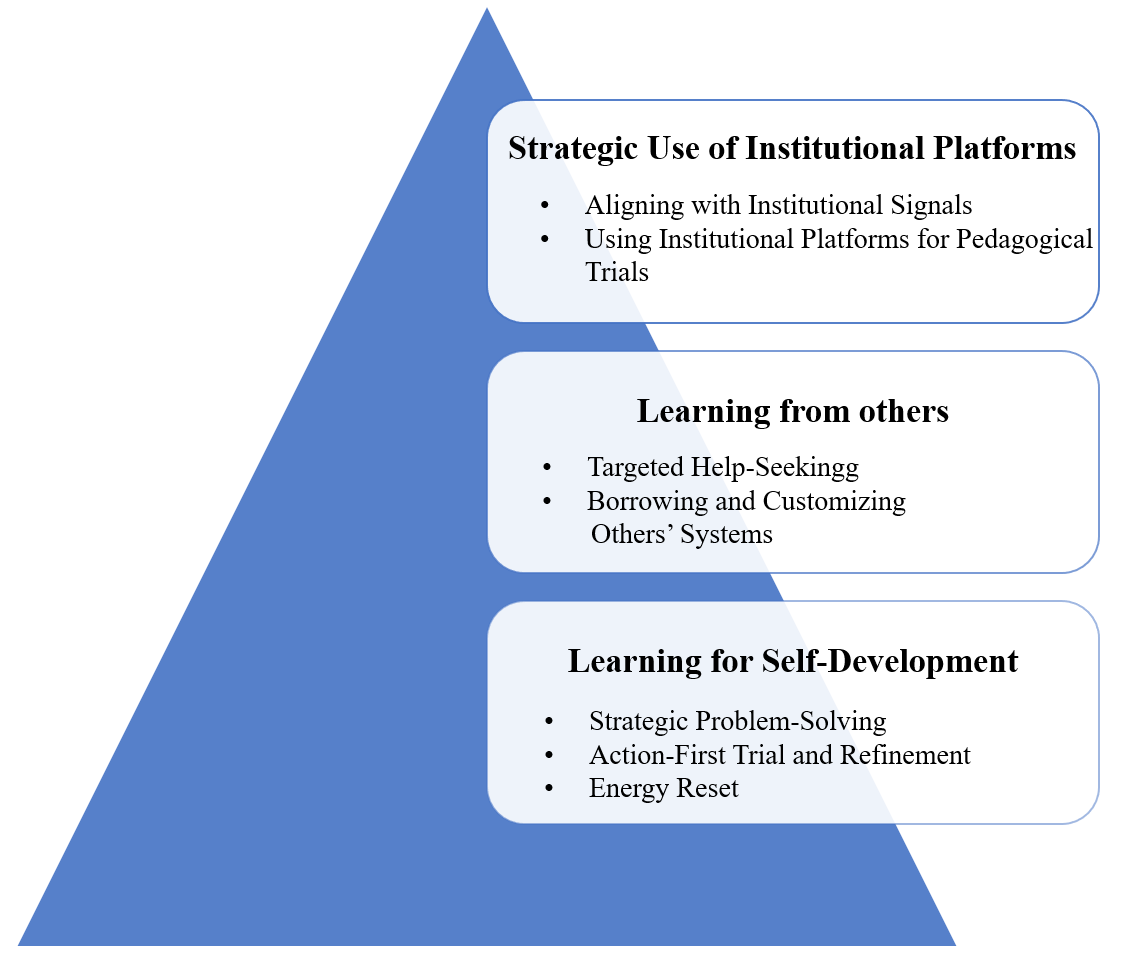 Strategic Use of Institutional Platforms
• Aligning with Institutional Signals
• Using Institutional Platforms for Pedagogical
Trials
Learning from others
• Targeted Help-Seekingg
• Borrowing and Customizing
Others’ Systems
Learning for Self-Development
• Strategic Problem-Solving
• Action-First Trial and Refinement
• Energy Reset